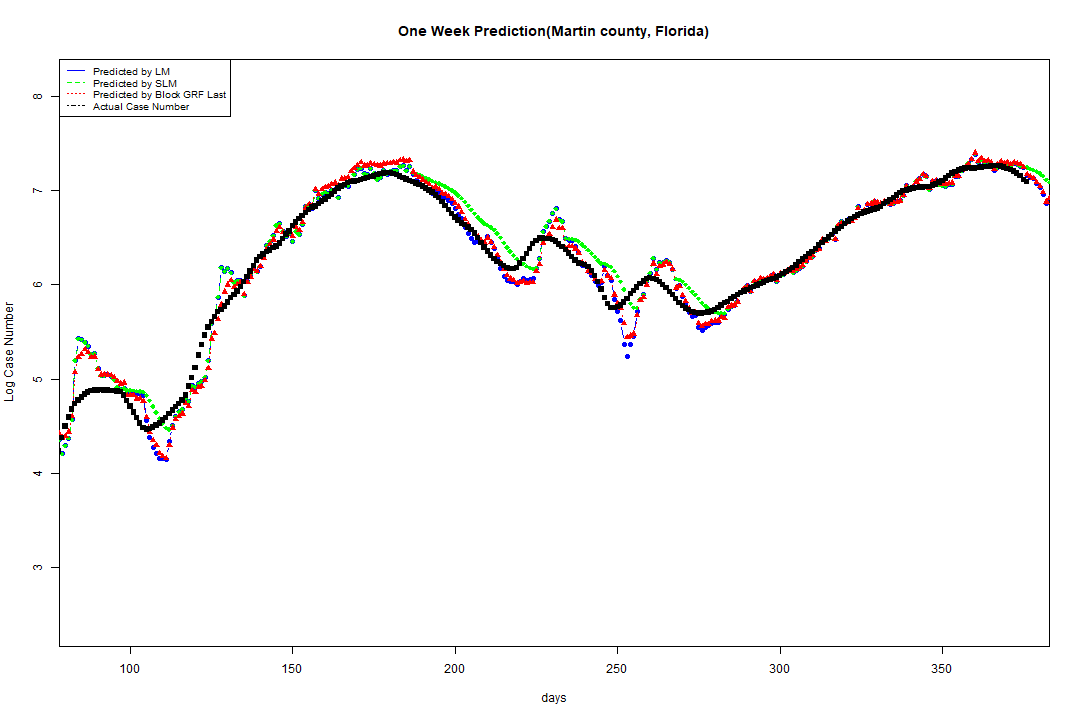 One Week Prediction(Martin county, Florida)
Predicted by LM
Predicted by SLM
Predicted by Block GRF Last
Actual Case Number
8
7
6
5
4
3
Log Case Number
100 150 200 250 300 350
days